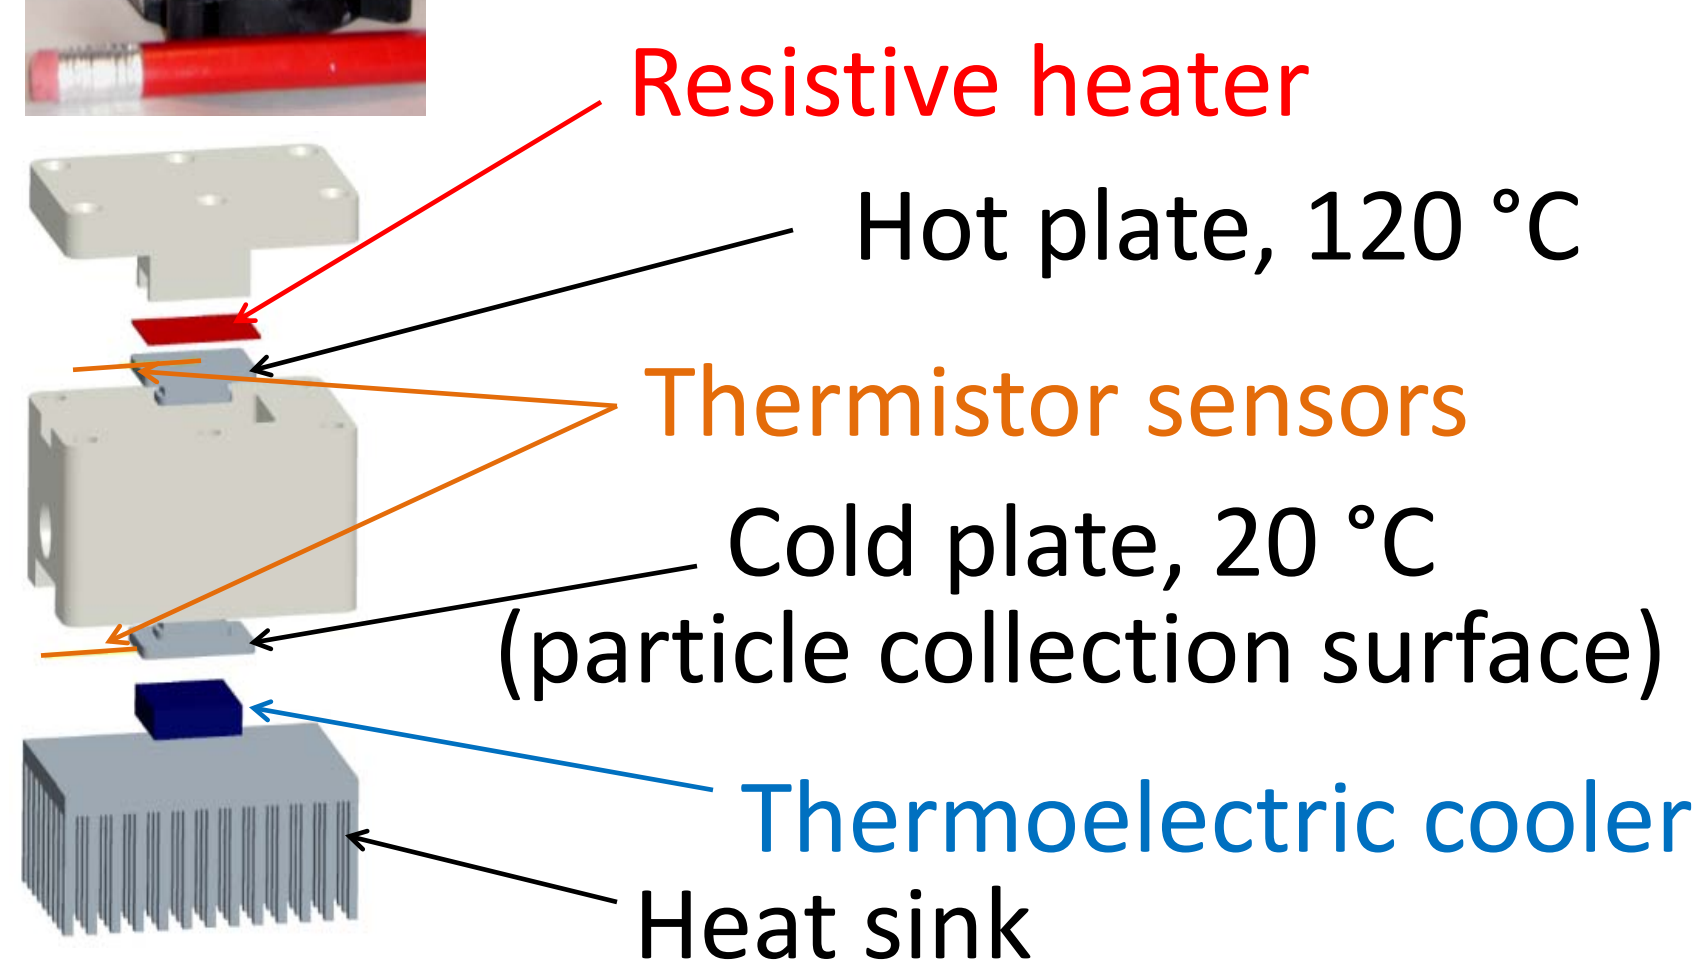 Resistive heater
Hot plate, 120 °C
Thermistor sensors
Cold plate, 20 °C
(particle collection surface)
Thermoelectric cooler
Heat sink